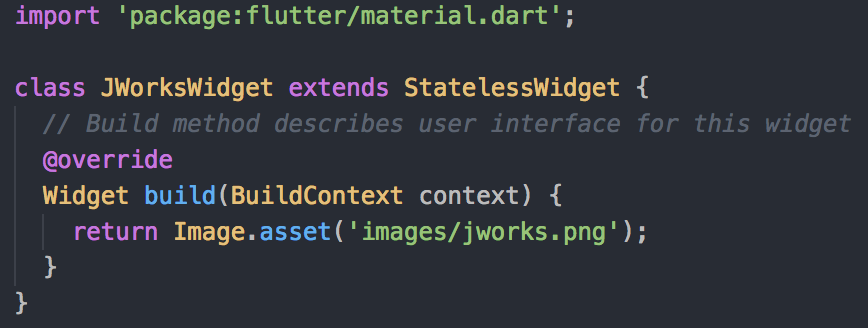 import 'package:flutter/material.dart';
class JWorksWidget extends StatelessWidget {
// Build method describes user interface for this widget
@override
Widget build(BuildContext context) {
return Image.asset('images/jworks.png');
}
}